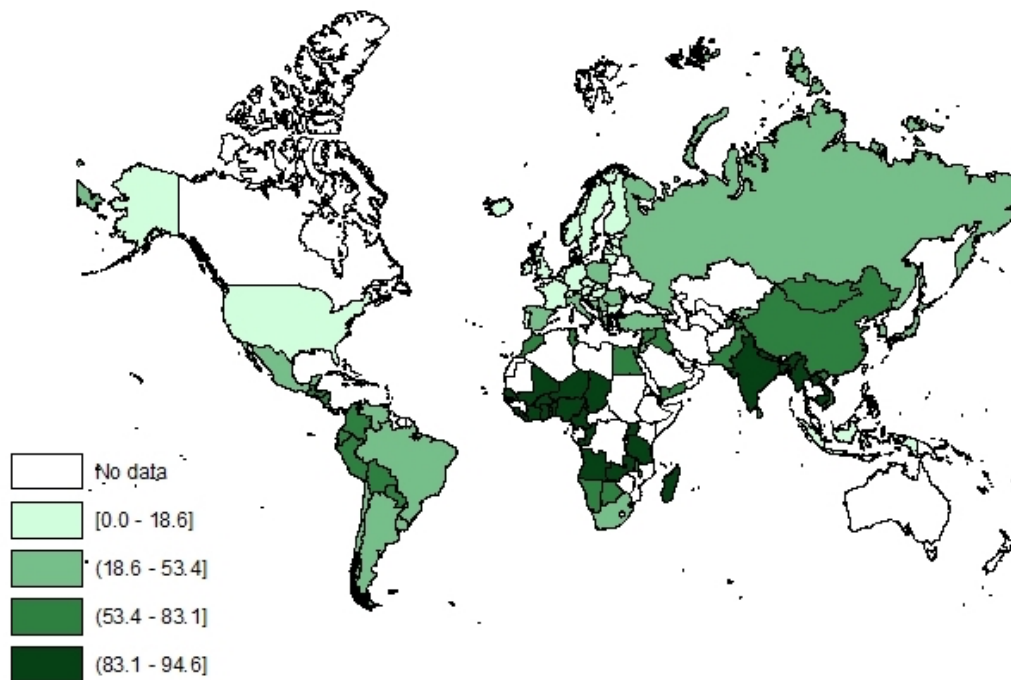 No data
[0.0 - 18.6]
(18.6 - 53.4]
(53.4 - 83.1]
(83.1 - 94.6]